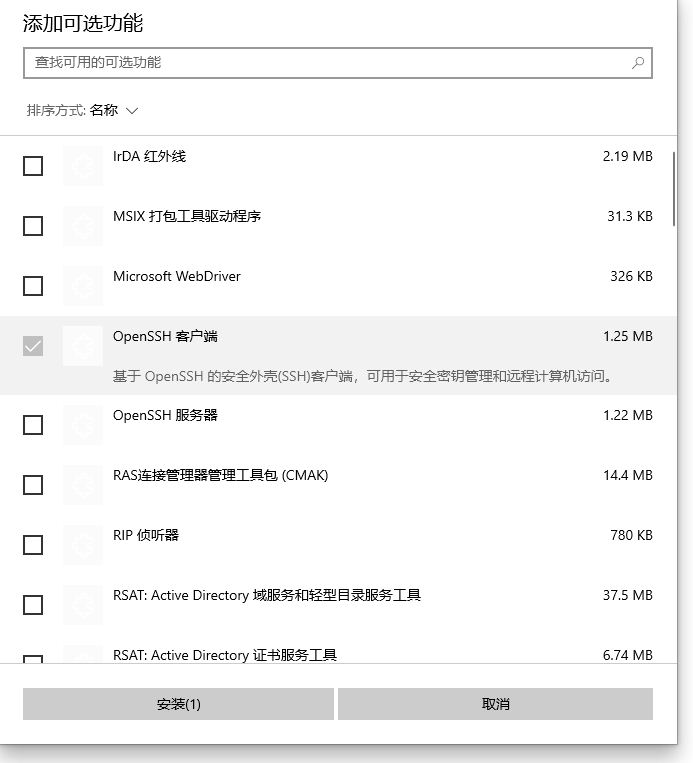 添加可选功能
查找可用的可选功能
排序方式: 名称
IrDA 红外线 2.19 MB
MSIX 打包工具驱动程序 31.3 KB
Microsoft WebDriver 326 KB
OpenSSH 客户端 1.25 MB
基于 OpenSSH 的安全外壳(SSH)客户端，可用于安全密钥管理和远程计算机访问。
OpenSSH 服务器 1.22 MB
RAS连接管理器管理工具包 (CMAK) 14.4 MB
RIP 侦听器 780 KB
RSAT: Active Directory 域服务和轻型目录服务工具 37.5 MB
RSAT: Active Directory 证书服务工具 6.74 MB
安装(1) 取消